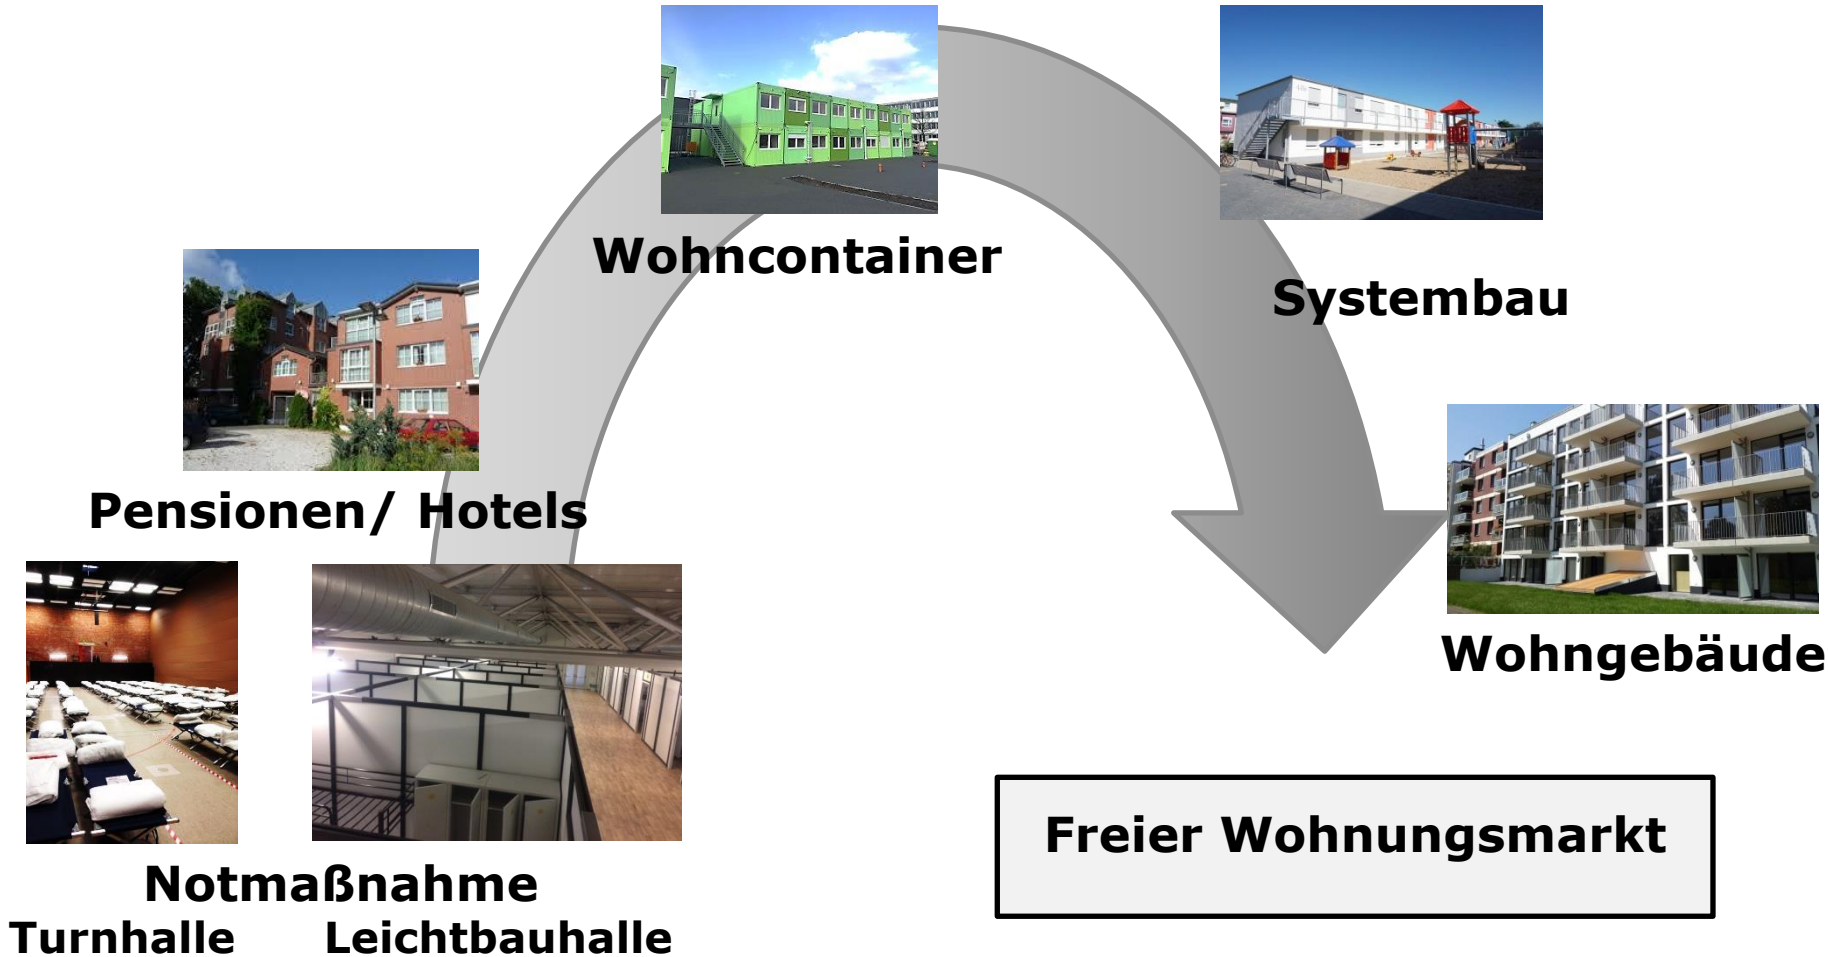 Wohncontainer
Systembau
Pensionen/ Hotels
Wohngebäude
Freier Wohnungsmarkt
Notmaßnahme
Turnhalle Leichtbauhalle